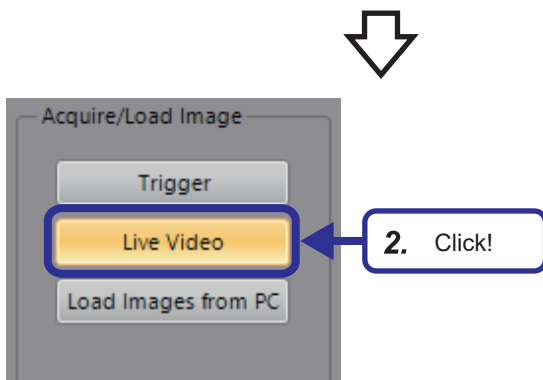 Acquire/Load Image
Trigger
Live Video
2. Click!
Load Images from PC